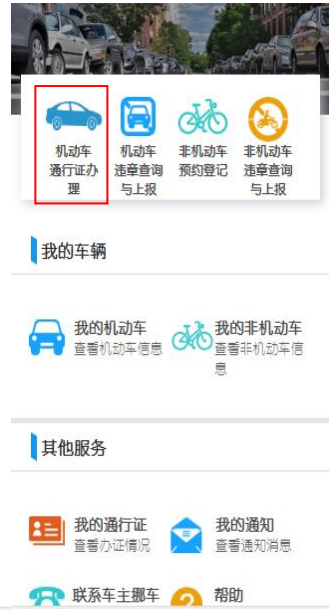 机动车 机动车 非机动车 非机动车
通行证办 违章查询 预约登记 违章查询
理 与上报 与上报
我的车辆
我的机动车 我的非机动车
查看机动车信息 查看非机动车信
息
其他服务
我的通行证 我的通知
查看办证情况 查看通知消息
联系车主挪车 帮助